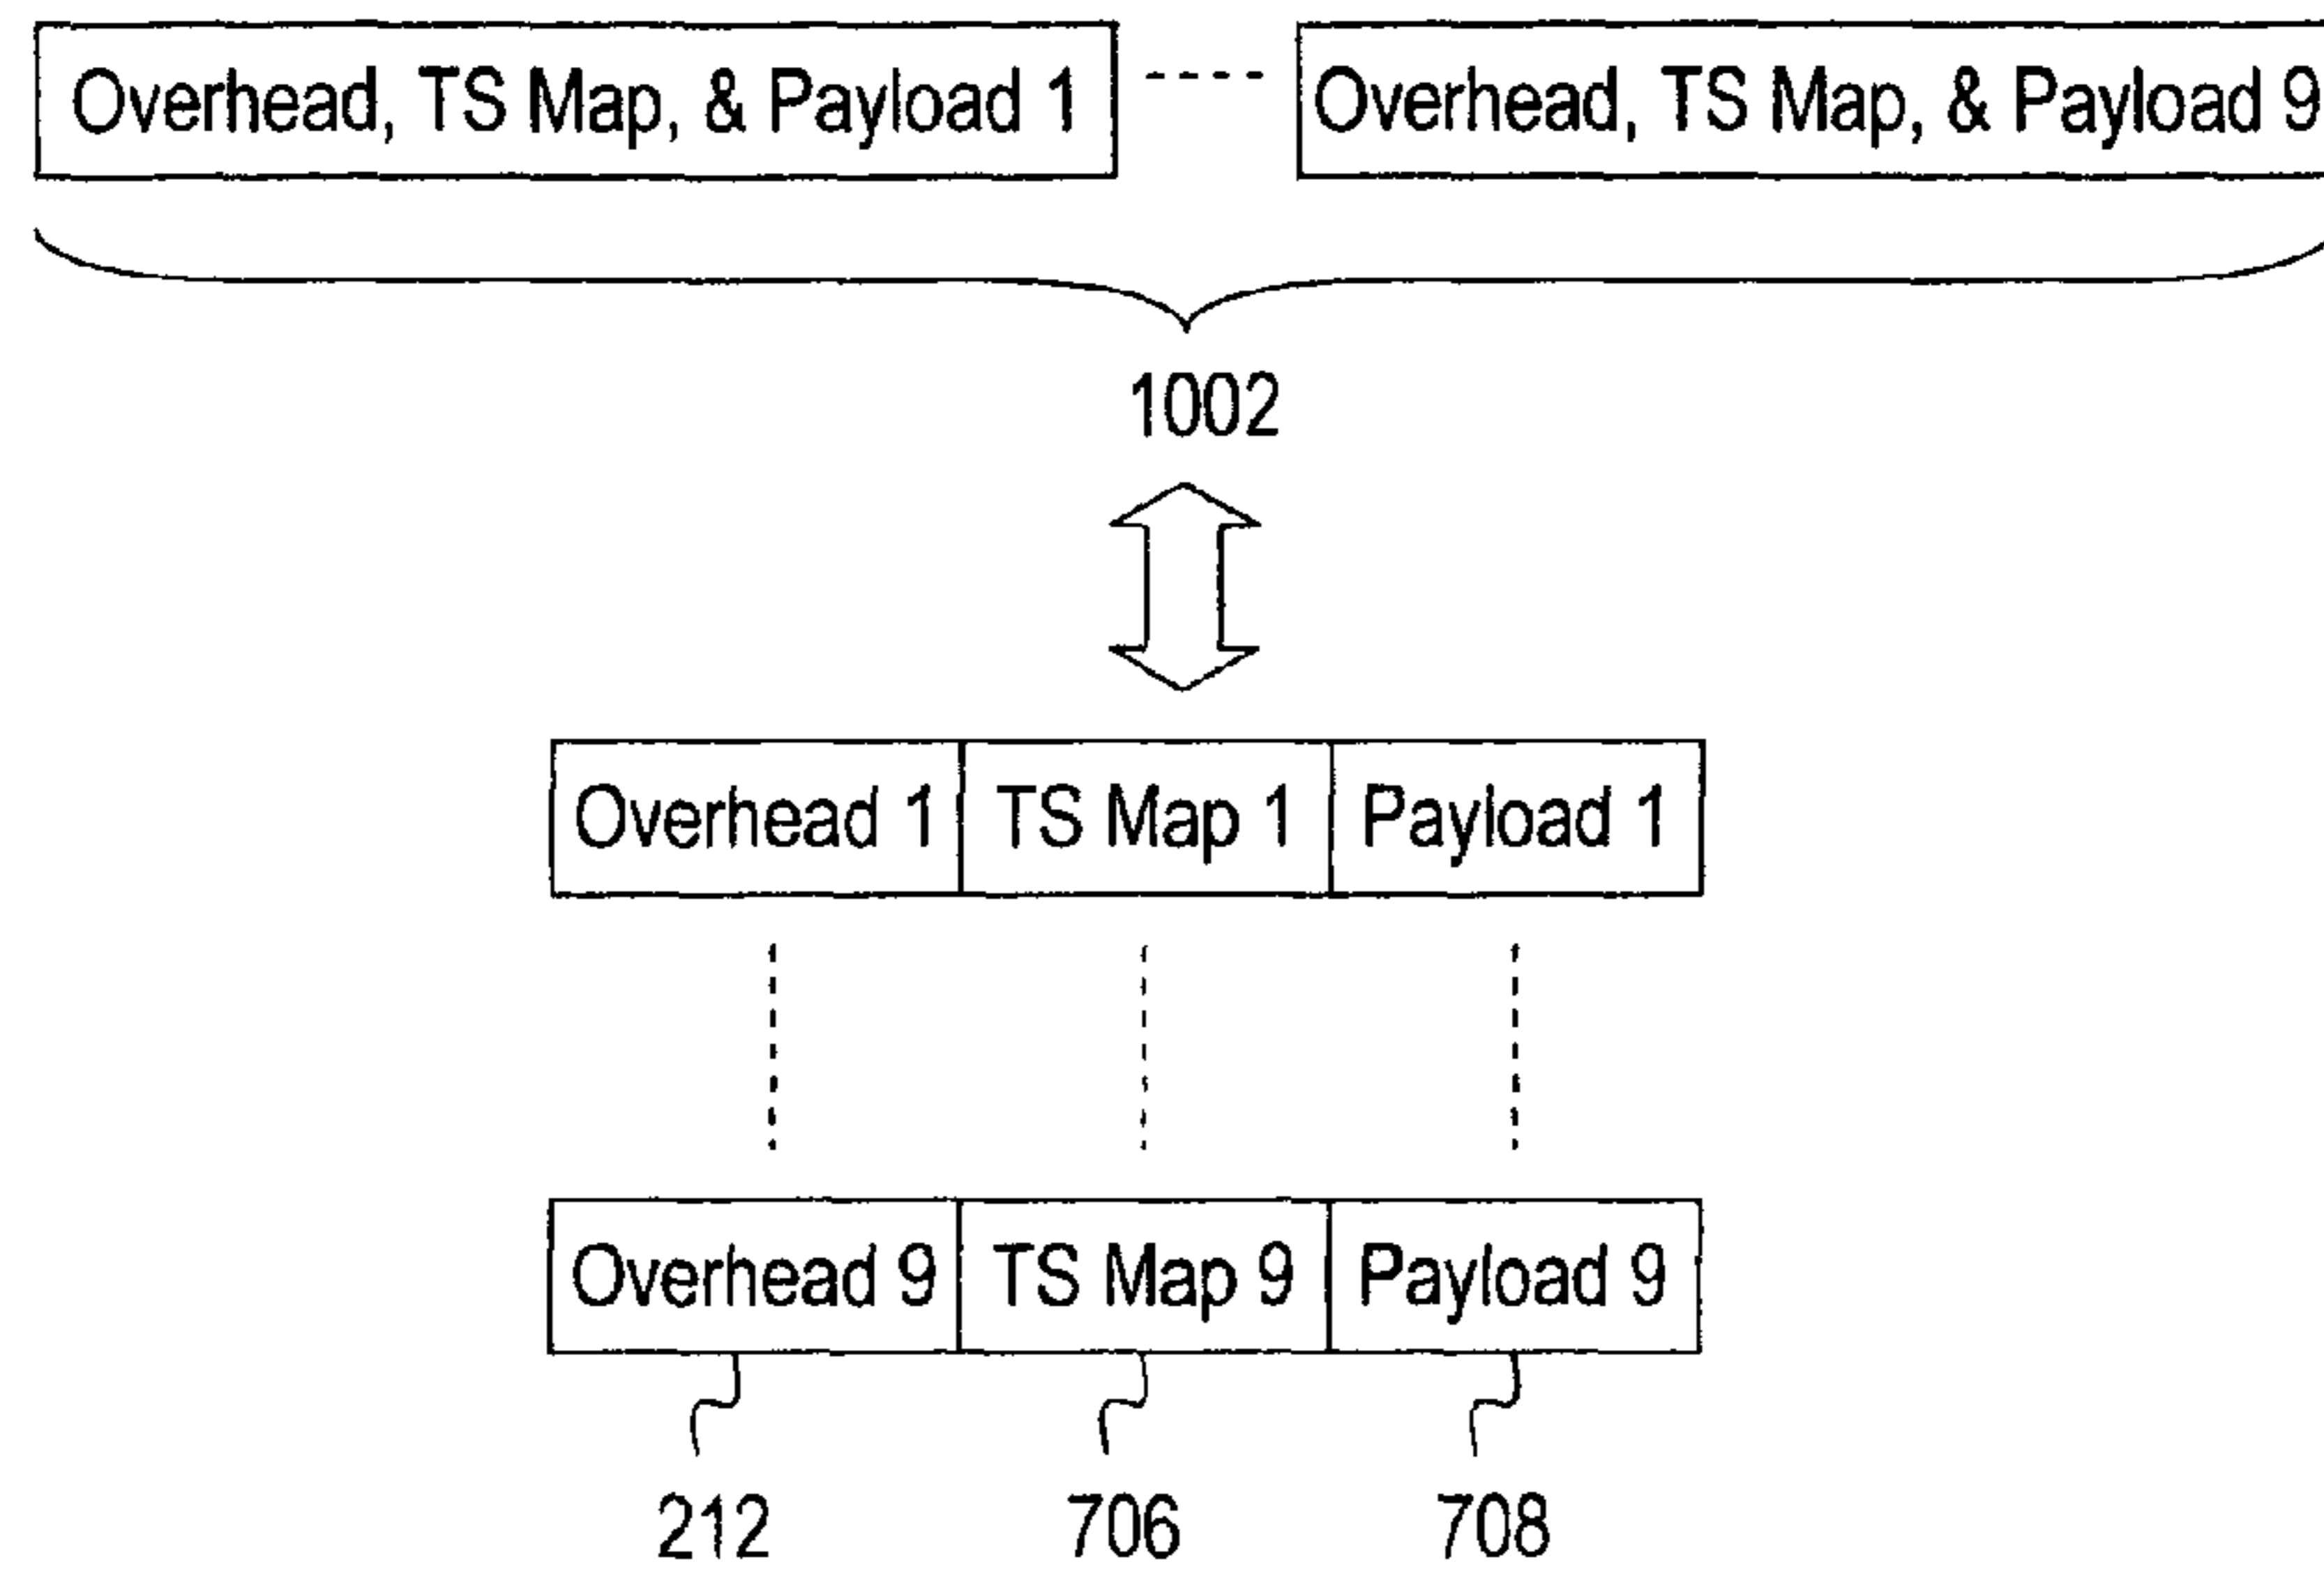 Overhead, TS Map, & Payload 1 Overhead, TS Map, & Payload 9
1002
Overhead 1 TS Map 1 Payload 1
Overhead 9 TS Map 9 Payload 9
212 706 708